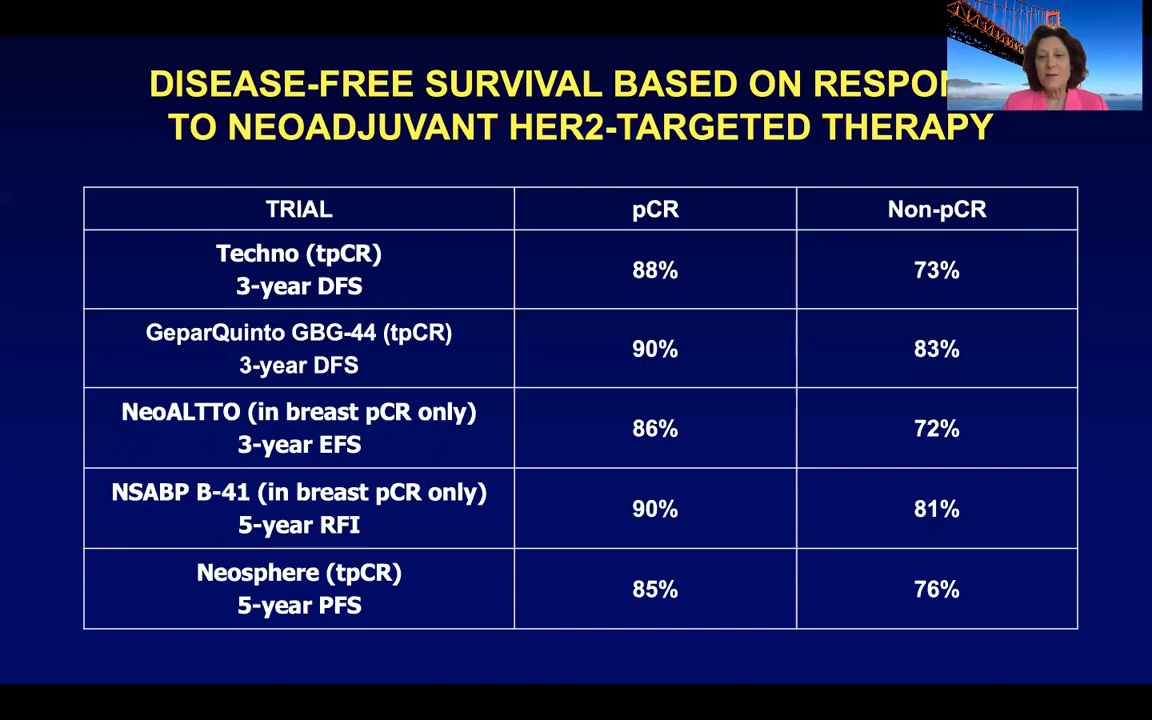 DISEASE-FREE SURVIVAL BASED ON
TO NEOADJUVANT HER2-TARGETED THERAPY
TRIAL pCR Non-pCR
Techno (tpCR)
3-year DFS
88% 73%
GeparQuinto GBG-44 (tpCR)
3-year DFS
90% 83%
NeoALTTO (in breast pCR only)
3-year EFS
86% 72%
NSABP B-41 (in breast pCR only)
5-year RFI
90% 81%
Neosphere (tpCR)
5-year PFS
85% 76%